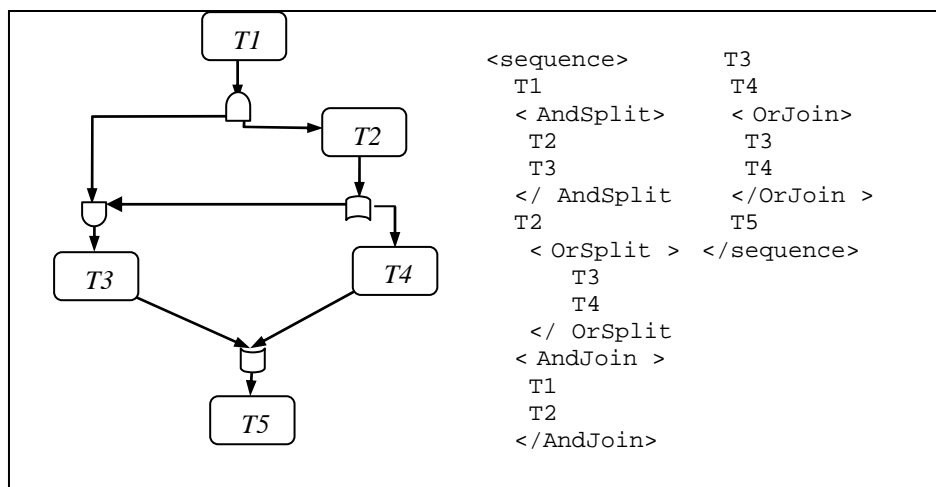 T1
T2
T3
T4
T5
<sequence>
T1
< AndSplit>
T2
T3
</ AndSplit
T2
< OrSplit >
T3
T4
</ OrSplit
< AndJoin >
T1
T2
</AndJoin>
T3
T4
< OrJoin>
T3
T4
</OrJoin >
T5
</sequence>